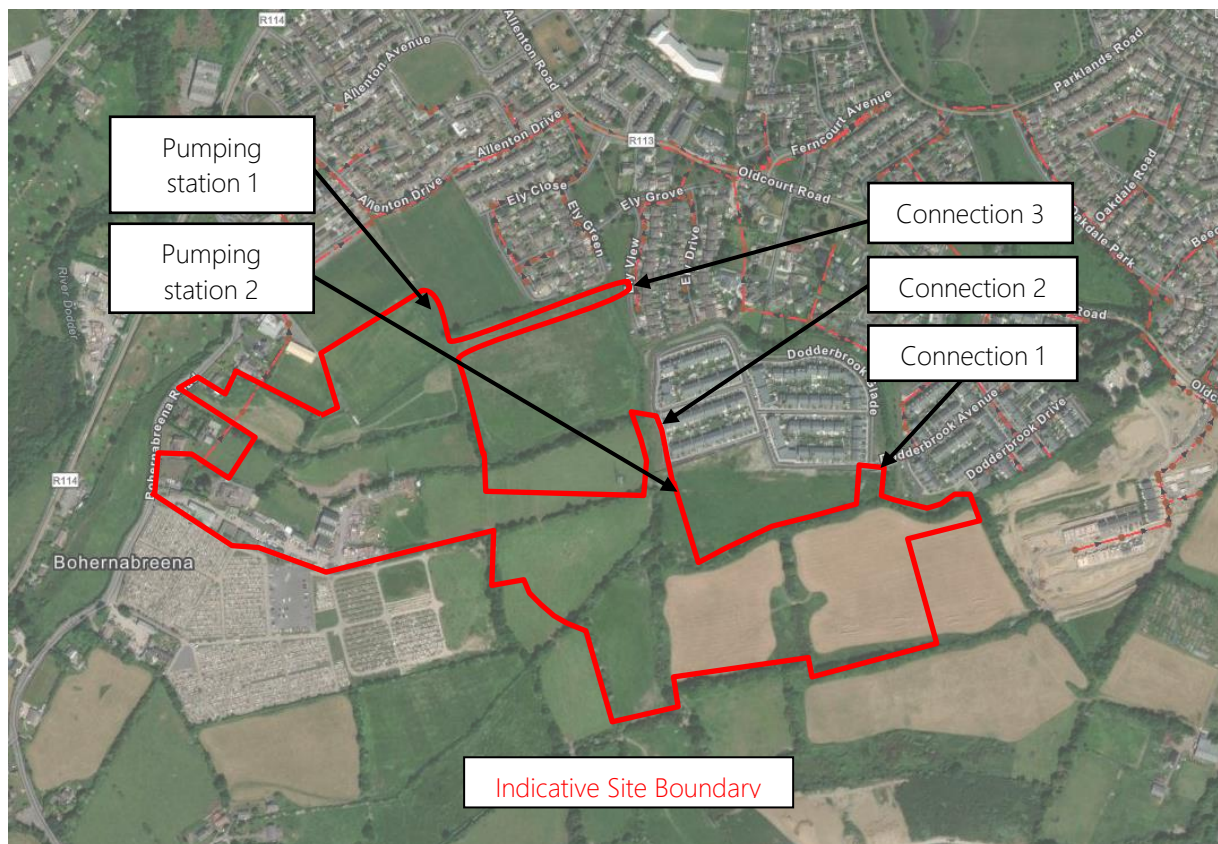 R114
Allenton Avenue
Allenton Road
Parklands Road
Pumping
station 1
Allenton Drive
R113
Ferncourt Avenue
Oldcourt Road
Oakdale Road
Allenton Drive
Ely Close
Ely Grove
Ely Green
Connection 3
Oakdale Park
Pumping
station 2
Ely Drive
River Dodder
Connection 2
Road
Connection 1
Dodderbrook Glade
Dodderbrook Avenue
Dodderbrook Drive
Bohernabreena Road
R114
Bohernabreena
Indicative Site Boundary